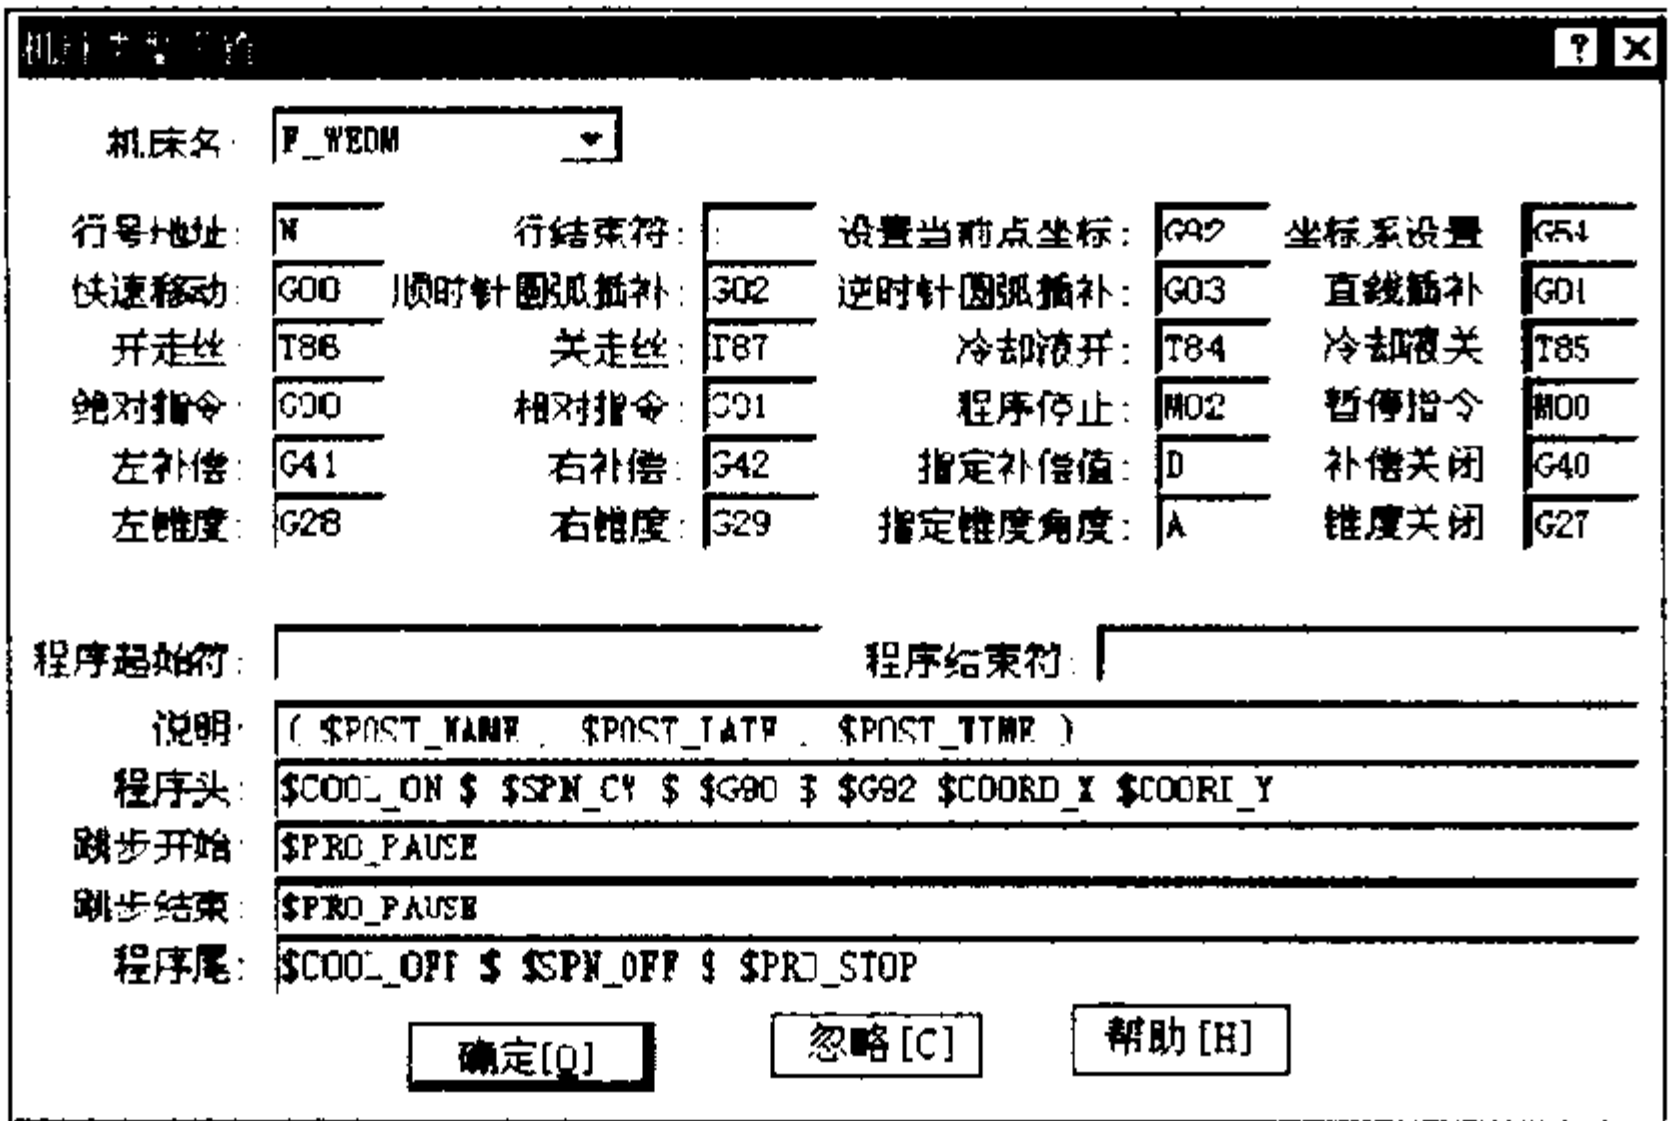 机床类型设置
机床名: F_WEDM
行号地址: N 行结束符: 设置当前点坐标: G92 坐标系设置 G54
快速移动: G00 顺时针圆弧插补: G02 逆时针圆弧插补: G03 直线插补 G01
开走丝: T86 关走丝: T87 冷却液开: T84 冷却液关 T85
绝对指令: G90 相对指令: G91 程序停止: M02 暂停指令 M00
左补偿: G41 右补偿: G42 指定补偿值: D 补偿关闭 G40
左锥度: G28 右锥度: G29 指定锥度角度: A 锥度关闭 G27
程序起始符: 程序结束符:
说明: ( $POST_NAME , $POST_DATE , $POST_TIME )
程序头: $COOL_ON $ $SPN_CW $ $G90 $ $G92 $COORD_X $COORD_Y
跳步开始: $PRO_PAUSE
跳步结束: $PRO_PAUSE
程序尾: $COOL_OFF $ $SPN_OFF $ $PRO_STOP
确定[O] 忽略[C] 帮助[H]